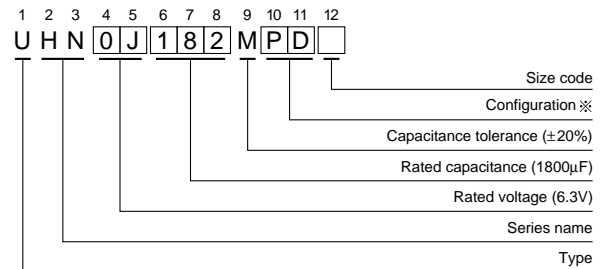 1 2 3 4 5 6 7 8 9 10 11 12
U H N 0 J 1 8 2 M P D
Size code
Configuration ※
Capacitance tolerance (±20%)
Rated capacitance (1800µF)
Rated voltage (6.3V)
Series name
Type